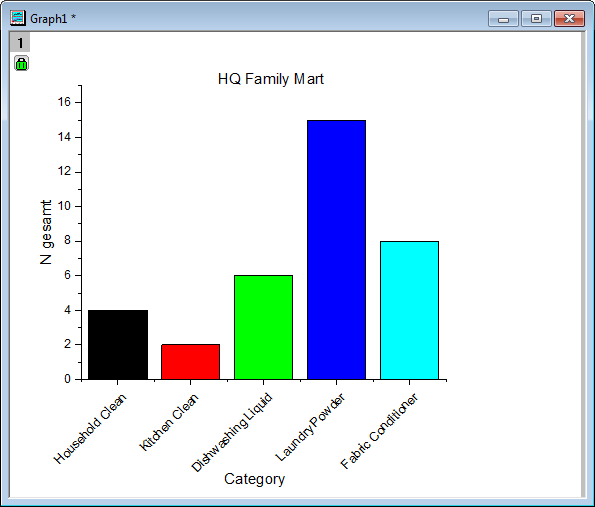 Graph1 *
1
HQ Family Mart
16
14
12
10
8
6
4
2
0
N gesamt
Household Clean
Kitchen Clean
Dishwashing Liquid
Laundry Powder
Fabric Conditioner
Category